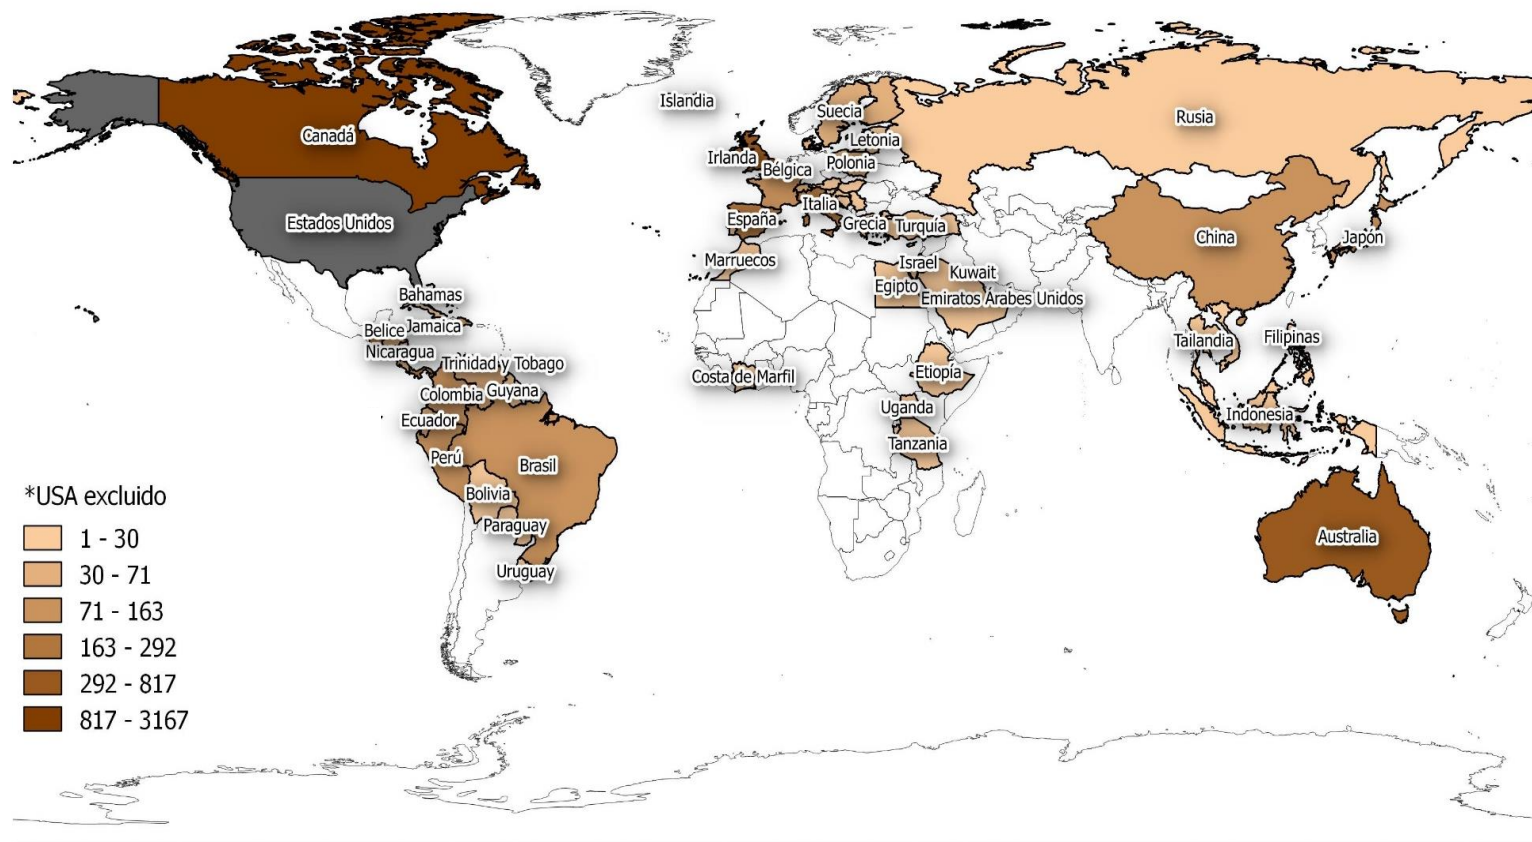 Islandia
Suecia
Rusia
Canadá
Letonia
Irlanda
Bélgica
Polonia
Italia
España
Grecia
Turquía
Estados Unidos
China
Japón
Marruecos
Israel
Kuwait
Egipto
Emiratos Árabes Unidos
Bahamas
Belice
Jamaica
Nicaragua
Tailandia
Filipinas
Trinidad y Tobago
Costa de Marfil
Etiopía
Colombia
Guyana
Uganda
Indonesia
Ecuador
Tanzania
Perú
Brasil
Bolivia
Paraguay
Australia
Uruguay
*USA excluido
1 - 30
30 - 71
71 - 163
163 - 292
292 - 817
817 - 3167